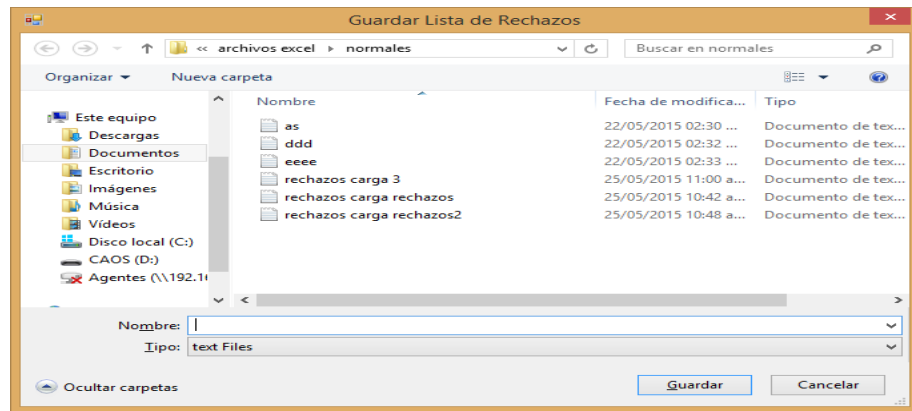 Guardar Lista de Rechazos
« archivos excel ▸ normales
Buscar en normales
Organizar
Nueva carpeta
Nombre Fecha de modifica... Tipo
Este equipo
Descargas
Documentos
Escritorio
Imágenes
Música
Vídeos
Disco local (C:)
CAOS (D:)
Agentes (\\192.1
as 22/05/2015 02:30 ... Documento de tex...
ddd 22/05/2015 02:32 ... Documento de tex...
eeee 22/05/2015 02:33 ... Documento de tex...
rechazos carga 3 25/05/2015 11:00 a... Documento de tex...
rechazos carga rechazos 25/05/2015 10:42 a... Documento de tex...
rechazos carga rechazos2 25/05/2015 10:48 a... Documento de tex...
Nombre:
Tipo: text Files
Ocultar carpetas
Guardar
Cancelar